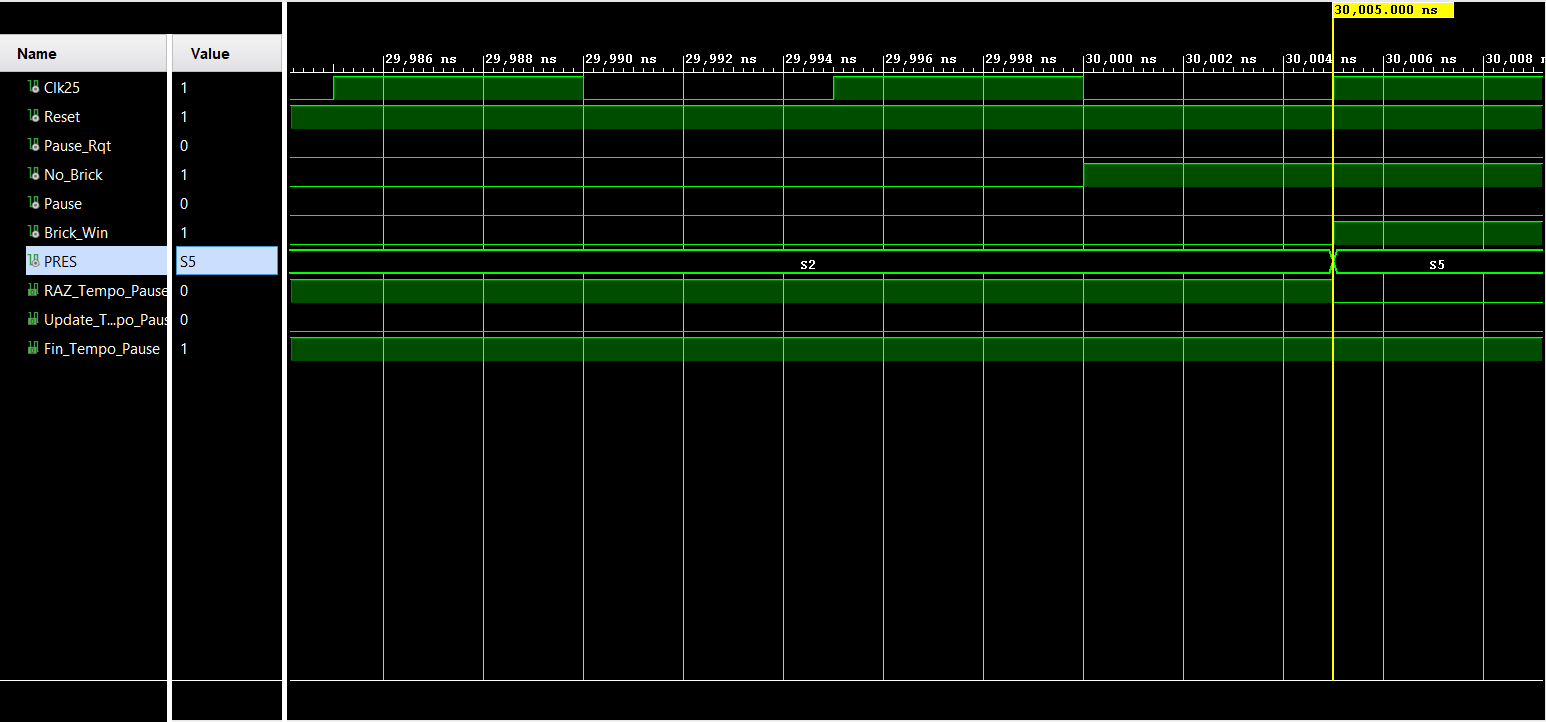 30,005.000 ns
Name Value
29,986 ns 29,988 ns 29,990 ns 29,992 ns 29,994 ns 29,996 ns 29,998 ns 30,000 ns 30,002 ns 30,004 ns 30,006 ns 30,008
Clk25 1
Reset 1
Pause_Rqt 0
No_Brick 1
Pause 0
Brick_Win 1
PRES S5 S2 S5
RAZ_Tempo_Pause 0
Update_T...po_Paus 0
Fin_Tempo_Pause 1